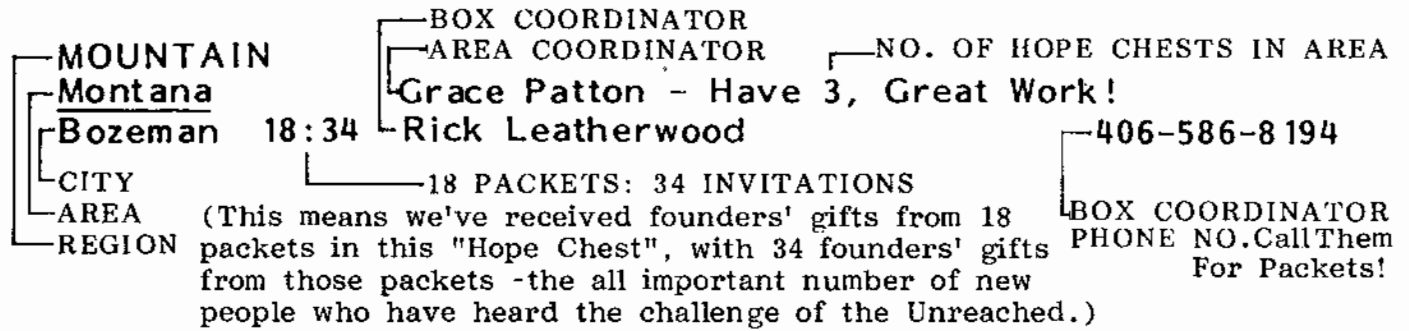 BOX COORDINATOR
MOUNTAIN AREA COORDINATOR NO. OF HOPE CHESTS IN AREA
Montana Grace Patton - Have 3, Great Work!
Bozeman 18:34 Rick Leatherwood 406-586-8194
CITY 18 PACKETS: 34 INVITATIONS
AREA (This means we've received founders' gifts from 18 BOX COORDINATOR
REGION packets in this "Hope Chest", with 34 founders' gifts PHONE NO.CallThem
from those packets -the all important number of new For Packets!
people who have heard the challenge of the Unreached.)